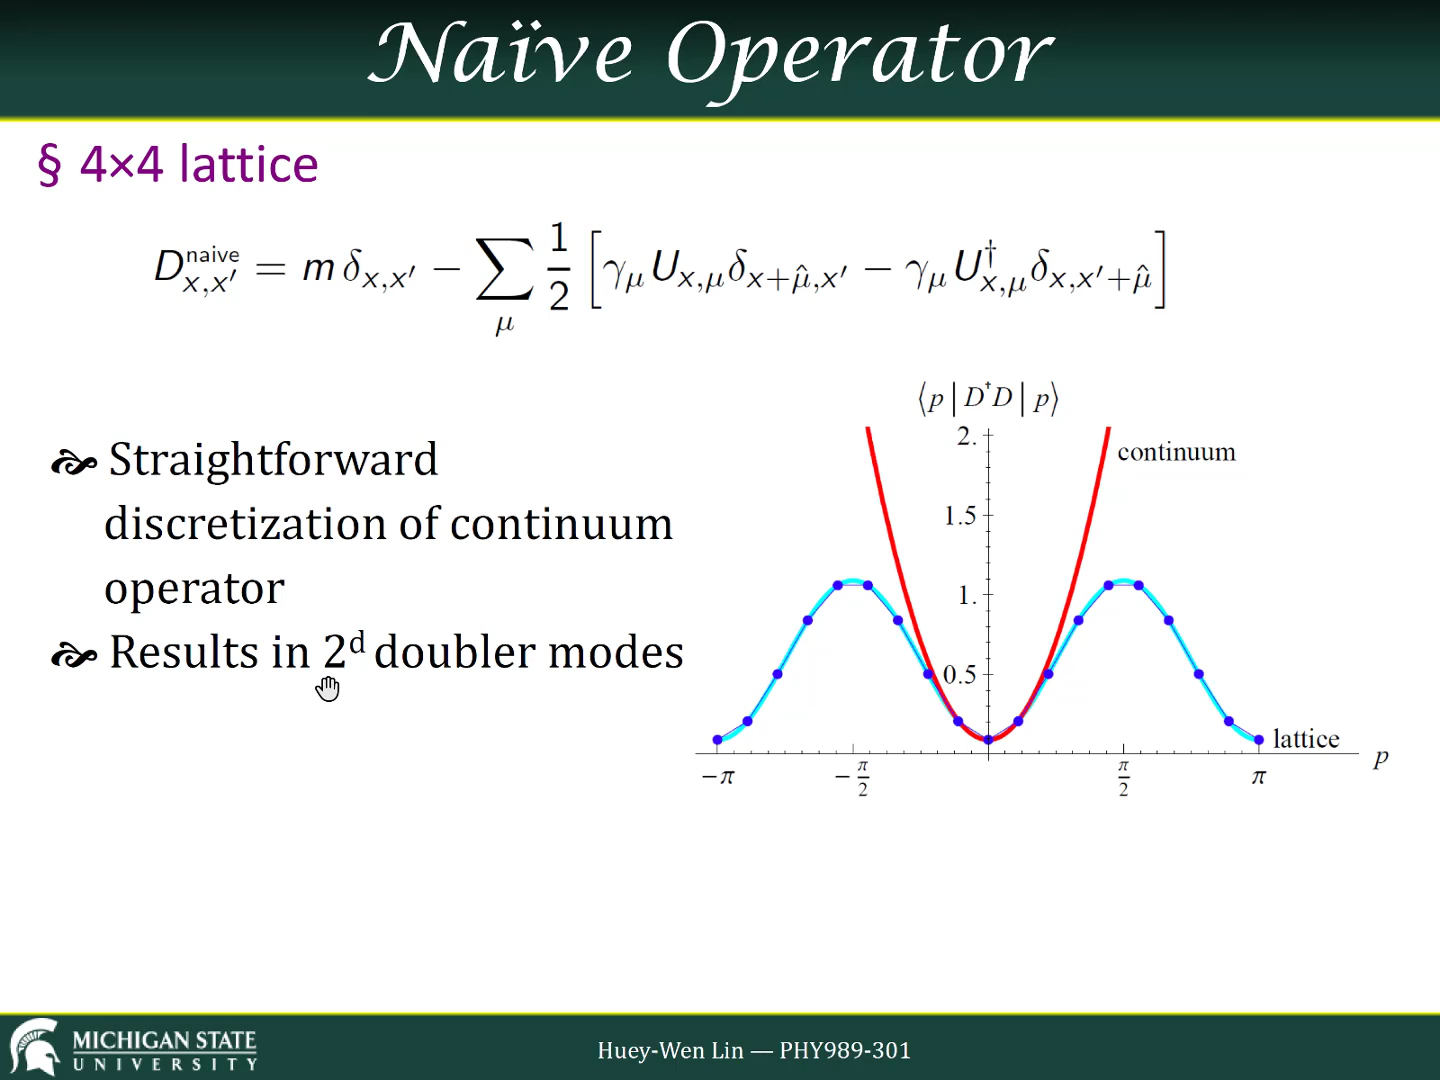 Naïve Operator
§ 4×4 lattice
D^{naive}_{x,x′} = m δ_{x,x′} − ∑_μ 1/2 [γ_μ U_{x,μ} δ_{x+μ̂,x′} − γ_μ U^†_{x,μ} δ_{x,x′+μ̂}]
Straightforward
discretization of continuum
operator
Results in 2^d doubler modes
⟨p | D^†D | p⟩
2.
continuum
1.5
1.
0.5
lattice
p
−π
−π/2
π/2
π
MICHIGAN STATE
UNIVERSITY
Huey-Wen Lin — PHY989-301